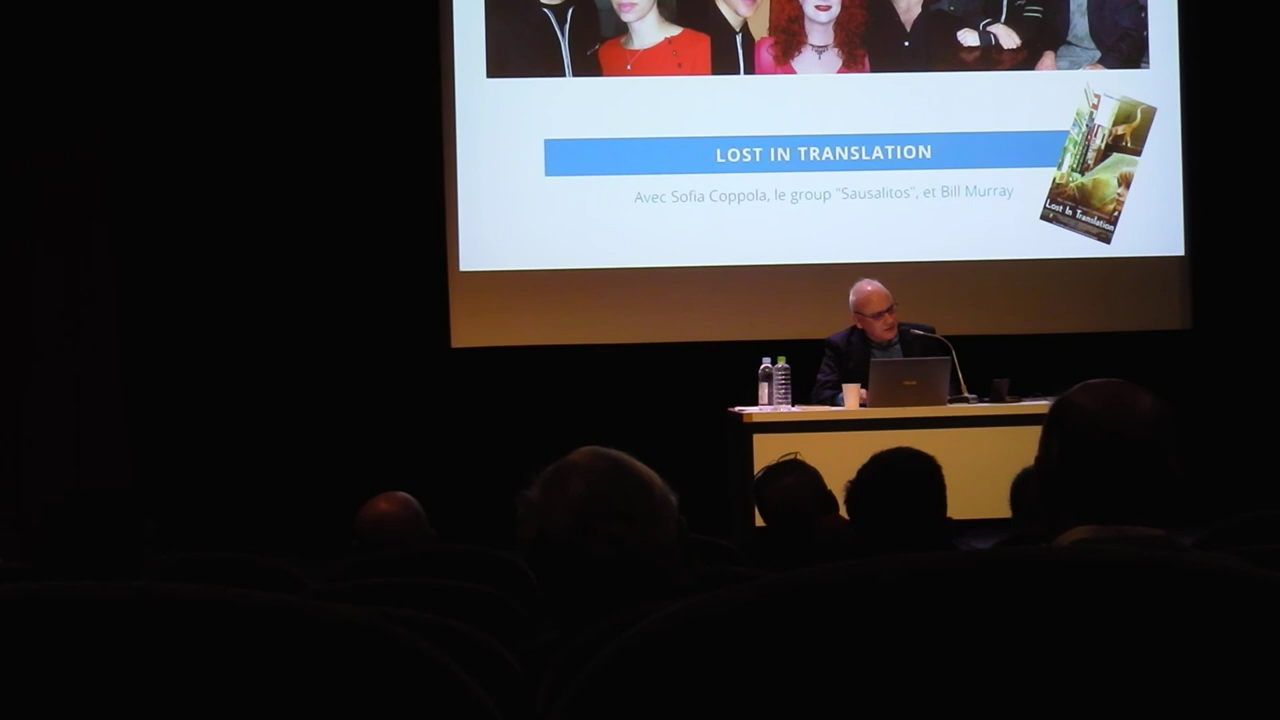 LOST IN TRANSLATION
Avec Sofia Coppola, le group "Sausalitos", et Bill Murray
Lost In Translation